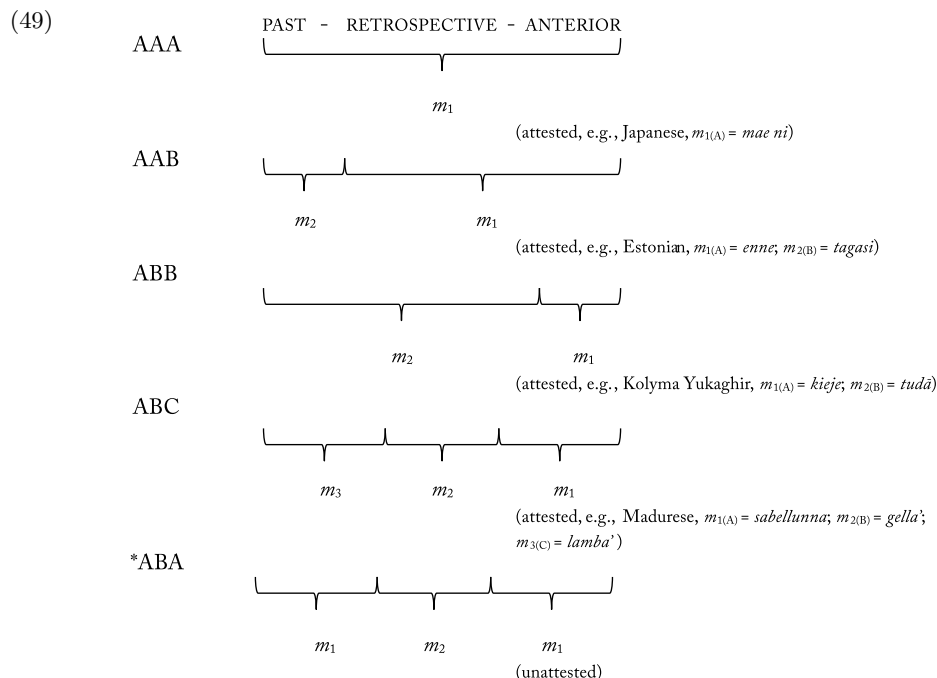 (49)
PAST - RETROSPECTIVE - ANTERIOR
AAA
m1
(attested, e.g., Japanese, m1(A) = mae ni)
AAB
m2 m1
(attested, e.g., Estonian, m1(A) = enne; m2(B) = tagasi)
ABB
m2 m1
(attested, e.g., Kolyma Yukaghir, m1(A) = kieje; m2(B) = tudā)
ABC
m3 m2 m1
(attested, e.g., Madurese, m1(A) = sabellunna; m2(B) = gella’;
m3(C) = lamba’ )
*ABA
m1 m2 m1
(unattested)